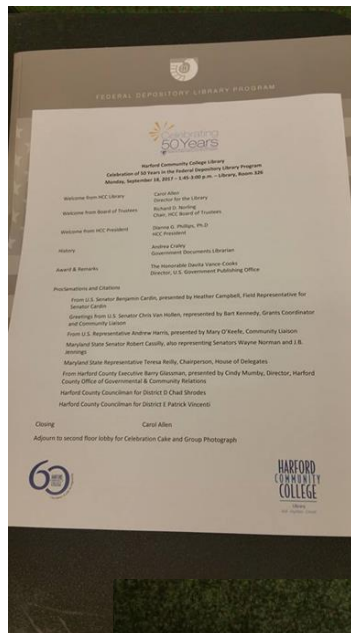 FEDERAL DEPOSITORY LIBRARY PROGRAM
Celebrating
50 Years
Harford Community College Library
Celebration of 50 Years in the Federal Depository Library Program
Monday, September 18, 2017 – 1:45-3:00 p.m. – Library, Room 326
Welcome from HCC Library Carol Allen
Director for the Library
Welcome from Board of Trustees Richard D. Norling
Chair, HCC Board of Trustees
Welcome from HCC President Dianna G. Phillips, Ph.D
HCC President
History Andrea Craley
Government Documents Librarian
Award & Remarks The Honorable Davita Vance-Cooks
Director, U.S. Government Publishing Office
Proclamations and Citations
From U.S. Senator Benjamin Cardin, presented by Heather Campbell, Field Representative for
Senator Cardin
Greetings from U.S. Senator Chris Van Hollen, represented by Bart Kennedy, Grants Coordinator
and Community Liaison
From U.S. Representative Andrew Harris, presented by Mary O'Keefe, Community Liaison
Maryland State Senator Robert Cassilly, also representing Senators Wayne Norman and J.B.
Jennings
Maryland State Representative Teresa Reilly, Chairperson, House of Delegates
From Harford County Executive Barry Glassman, presented by Cindy Mumby, Director, Harford
County Office of Governmental & Community Relations
Harford County Councilman for District D Chad Shrodes
Harford County Councilman for District E Patrick Vincenti
Closing Carol Allen
Adjourn to second floor lobby for Celebration Cake and Group Photograph
60
HARFORD
COMMUNITY
COLLEGE
library